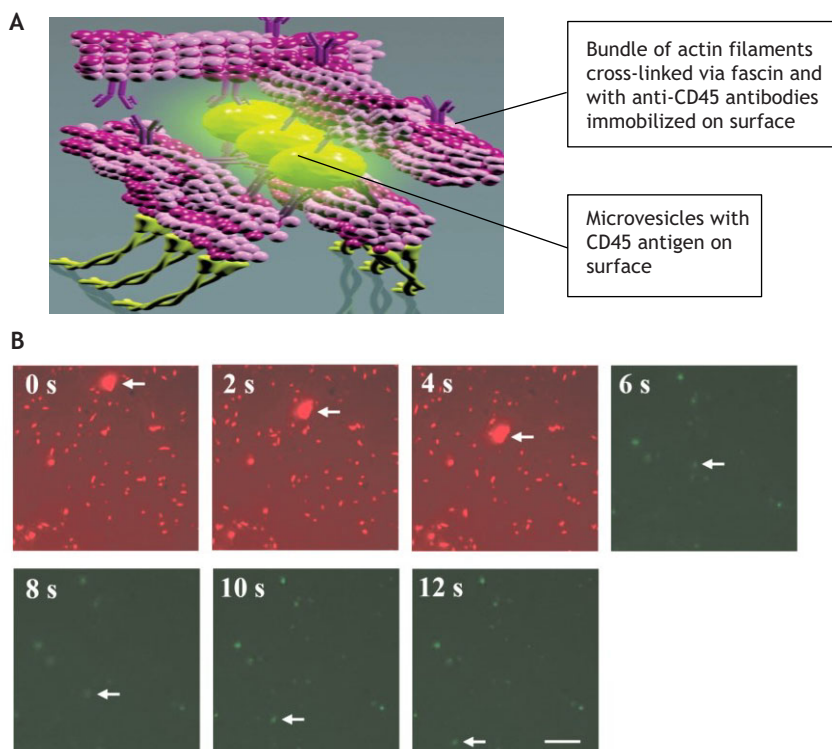 A
Bundle of actin filaments
cross-linked via fascin and
with anti-CD45 antibodies
immobilized on surface
Microvesicles with
CD45 antigen on
surface
B
0 s
2 s
4 s
6 s
8 s
10 s
12 s